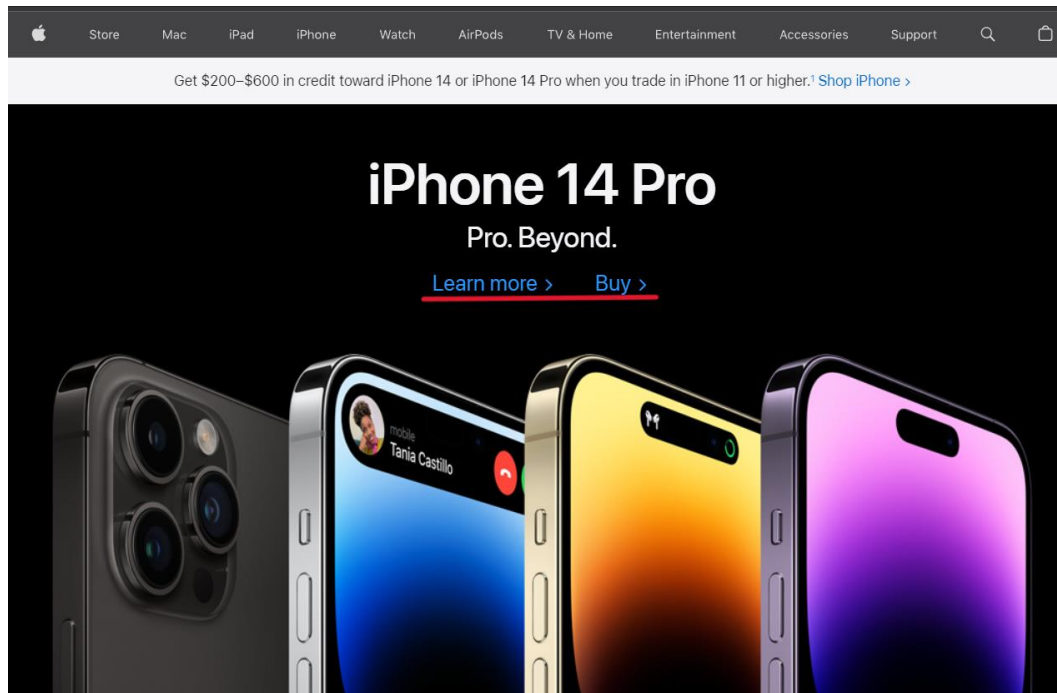 Store Mac iPad iPhone Watch AirPods TV & Home Entertainment Accessories Support
Get $200–$600 in credit toward iPhone 14 or iPhone 14 Pro when you trade in iPhone 11 or higher.¹ Shop iPhone >
iPhone 14 Pro
Pro. Beyond.
Learn more > Buy >
mobile
Tania Castillo